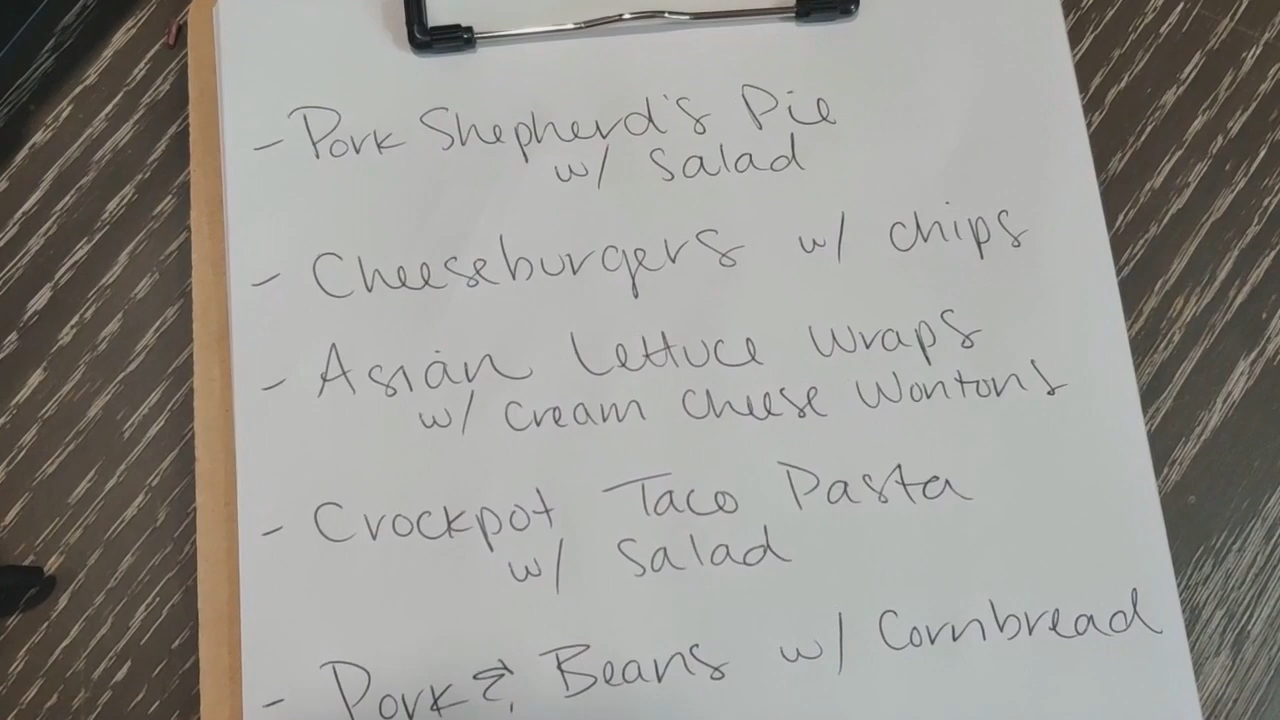 - Pork Shepherd's Pie
w/ Salad
- Cheeseburgers w/ chips
- Asian Lettuce Wraps
w/ Cream Cheese Wontons
- Crockpot Taco Pasta
w/ Salad
- Pork & Beans w/ Cornbread